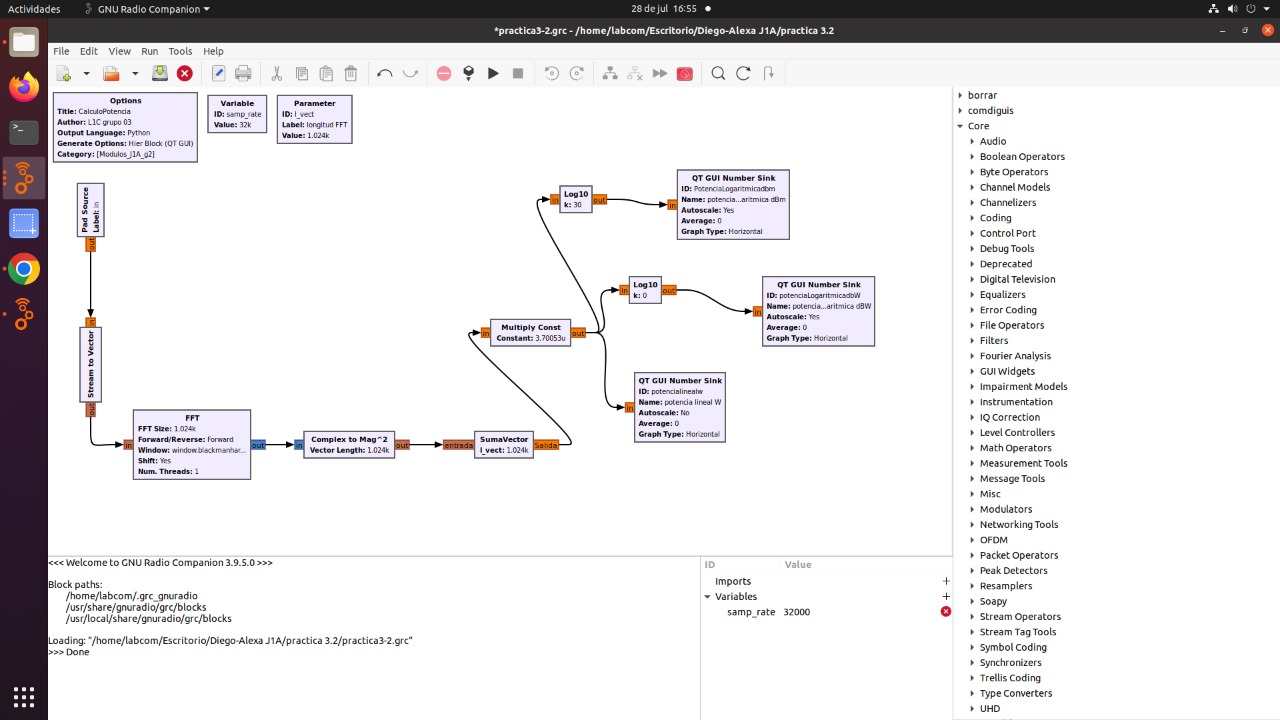 Actividades
GNU Radio Companion
28 de jul 16:55
*practica3-2.grc - /home/labcom/Escritorio/Diego-Alexa J1A/practica 3.2
File Edit View Run Tools Help
Options
Title: CalculoPotencia
Author: L1C grupo 03
Output Language: Python
Generate Options: Hier Block (QT GUI)
Category: [Modulos_J1A_g2]
Variable
ID: samp_rate
Value: 32k
Parameter
ID: l_vect
Label: longitud FFT
Value: 1.024k
Pad Source
Label: in
out
in
Stream to Vector
out
in
FFT
FFT Size: 1.024k
Forward/Reverse: Forward
Window: window.blackmanhar...
Shift: Yes
Num. Threads: 1
out
in
Complex to Mag^2
Vector Length: 1.024k
out
entrada
SumaVector
l_vect: 1.024k
Salida
in
Multiply Const
Constant: 3.70053u
out
in
Log10
k: 30
out
in
QT GUI Number Sink
ID: PotenciaLogaritmicadbm
Name: potencia...aritmica dBm
Autoscale: Yes
Average: 0
Graph Type: Horizontal
in
Log10
k: 0
out
in
QT GUI Number Sink
ID: potenciaLogaritmicadbW
Name: potencia...aritmica dBW
Autoscale: Yes
Average: 0
Graph Type: Horizontal
in
QT GUI Number Sink
ID: potencialinealw
Name: potencia lineal W
Autoscale: No
Average: 0
Graph Type: Horizontal
<<< Welcome to GNU Radio Companion 3.9.5.0 >>>
Block paths:
/home/labcom/.grc_gnuradio
/usr/share/gnuradio/grc/blocks
/usr/local/share/gnuradio/grc/blocks
Loading: "/home/labcom/Escritorio/Diego-Alexa J1A/practica 3.2/practica3-2.grc"
>>> Done
ID Value
Imports
Variables
samp_rate 32000
borrar
comdiguis
Core
Audio
Boolean Operators
Byte Operators
Channel Models
Channelizers
Coding
Control Port
Debug Tools
Deprecated
Digital Television
Equalizers
Error Coding
File Operators
Filters
Fourier Analysis
GUI Widgets
Impairment Models
Instrumentation
IQ Correction
Level Controllers
Math Operators
Measurement Tools
Message Tools
Misc
Modulators
Networking Tools
OFDM
Packet Operators
Peak Detectors
Resamplers
Soapy
Stream Operators
Stream Tag Tools
Symbol Coding
Synchronizers
Trellis Coding
Type Converters
UHD